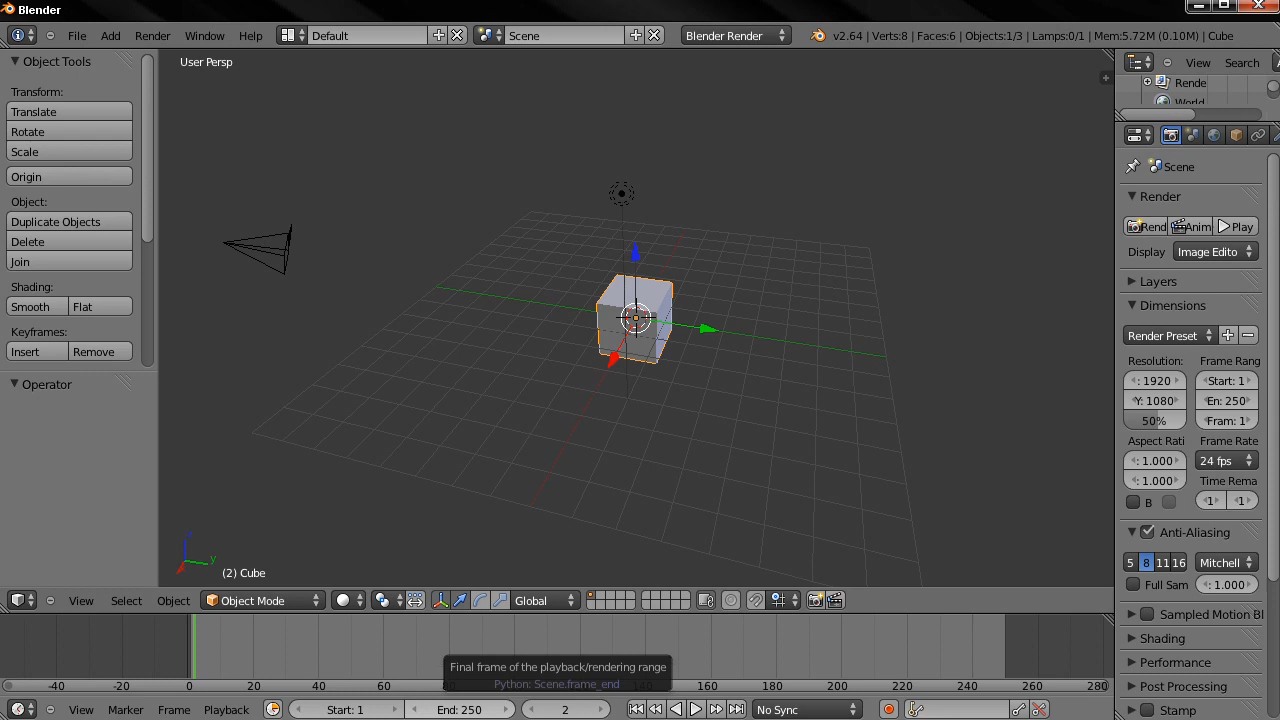 Blender
File Add Render Window Help Default Scene Blender Render v2.64 | Verts:8 | Faces:6 | Objects:1/3 | Lamps:0/1 | Mem:5.72M (0.10M) | Cube
Object Tools
Transform:
Translate
Rotate
Scale
Origin
Object:
Duplicate Objects
Delete
Join
Shading:
Smooth Flat
Keyframes:
Insert Remove
Operator
User Persp
y
(2) Cube
View Select Object Object Mode Global
View Search
Rende
World
Scene
Render
Rend Anim Play
Display Image Edito
Layers
Dimensions
Render Preset
Resolution: Frame Rang
: 1920 Start: 1
Y: 1080 En: 250
50% Fram: 1
Aspect Rati Frame Rate
: 1.000 24 fps
: 1.000 Time Rema
B 1 1
Anti-Aliasing
5 8 11 16 Mitchell
Full Sam : 1.000
Sampled Motion Bl
Shading
Performance
Post Processing
Stamp
Final frame of the playback/rendering range
Python: Scene.frame_end
-40 -20 0 20 40 60 80 140 160 180 200 220 240 260 280
View Marker Frame Playback Start: 1 End: 250 2 No Sync